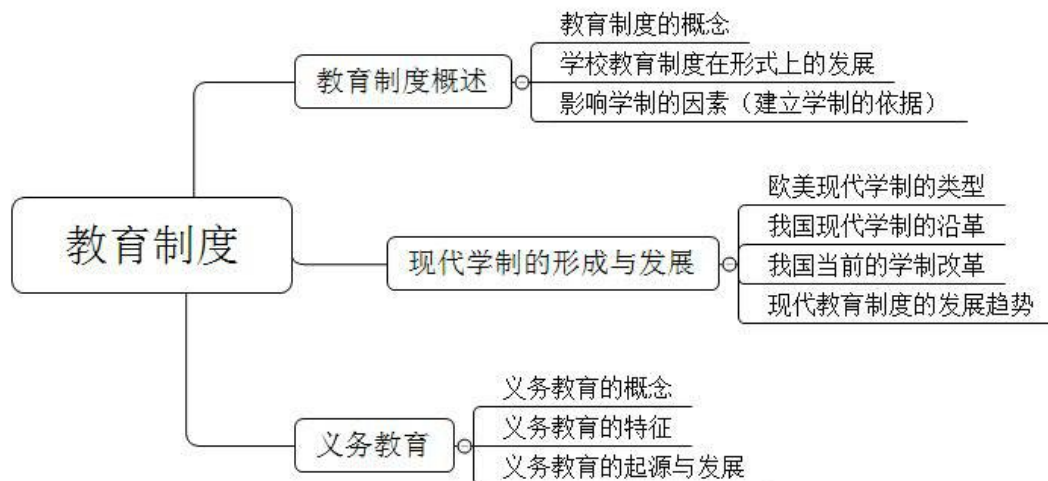 教育制度的概念
学校教育制度在形式上的发展
教育制度概述
影响学制的因素（建立学制的依据）
欧美现代学制的类型
我国现代学制的沿革
教育制度
现代学制的形成与发展
我国当前的学制改革
现代教育制度的发展趋势
义务教育的概念
义务教育的特征
义务教育
义务教育的起源与发展